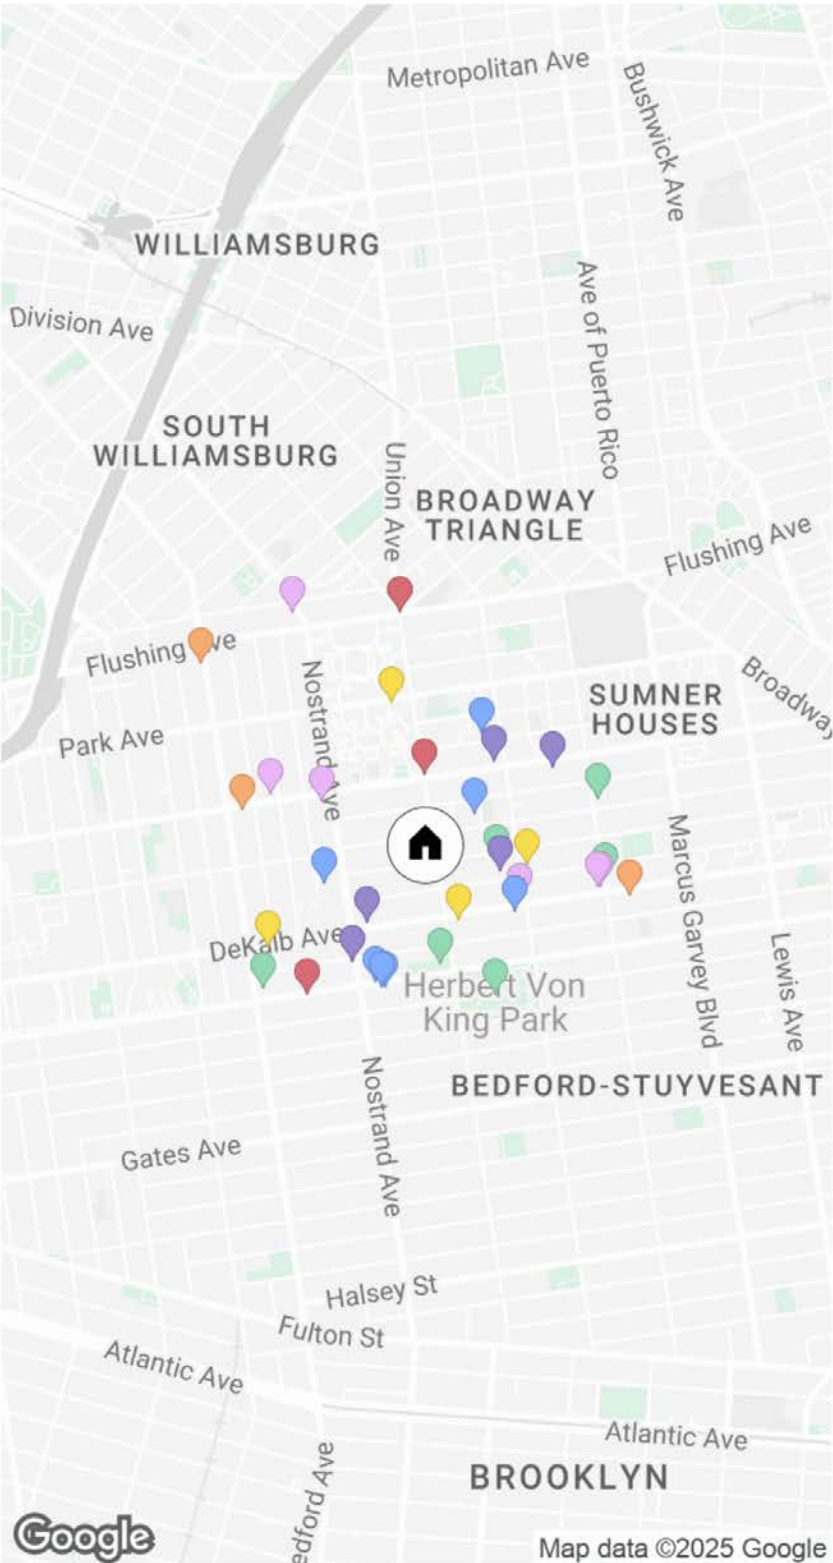 Metropolitan Ave
Bushwick Ave
WILLIAMSBURG
Division Ave
Ave of Puerto Rico
SOUTH
WILLIAMSBURG
Union Ave
BROADWAY
TRIANGLE
Flushing Ave
Flushing Ve
Nostrand Ave
Broadway
SUMNER
HOUSES
Park Ave
Marcus Garvey Blvd
DeKalb Ave
Lewis Ave
Herbert Von
King Park
Nostrand Ave
BEDFORD-STUYVESANT
Gates Ave
Halsey St
Fulton St
Atlantic Ave
Atlantic Ave
edford Ave
BROOKLYN
Google
Map data ©2025 Google